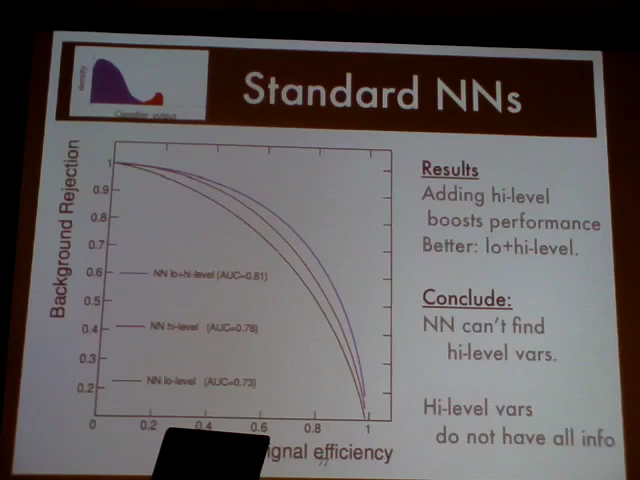 Standard NNs
density
Classifier output
Background Rejection
1
0.9
0.8
0.7
0.6
0.5
0.4
0.3
0.2
NN lo+hi-level (AUC=0.81)
NN hi-level (AUC=0.78)
NN lo-level (AUC=0.73)
0
0.2
0.4
0.6
0.8
1
ignal efficiency
Results
Adding hi-level
boosts performance
Better: lo+hi-level.
Conclude:
NN can't find
hi-level vars.
Hi-level vars
do not have all info